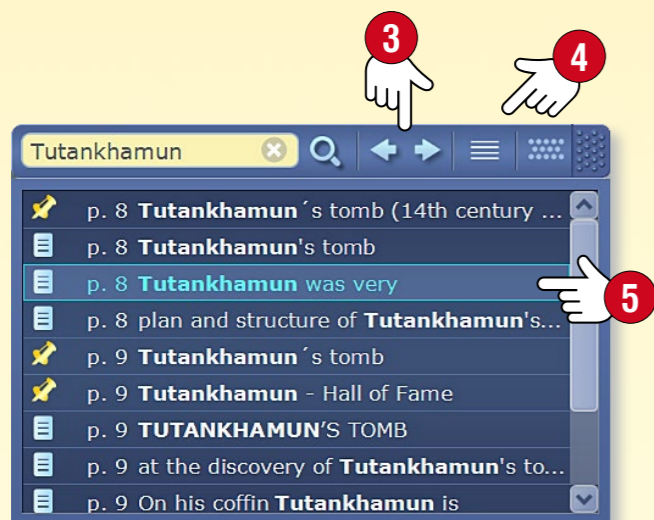 3
4
Tutankhamun
p. 8 Tutankhamun´s tomb (14th century ...
p. 8 Tutankhamun's tomb
p. 8 Tutankhamun was very
5
p. 8 plan and structure of Tutankhamun's...
p. 9 Tutankhamun´s tomb
p. 9 Tutankhamun - Hall of Fame
p. 9 TUTANKHAMUN’S TOMB
p. 9 at the discovery of Tutankhamun's to...
p. 9 On his coffin Tutankhamun is